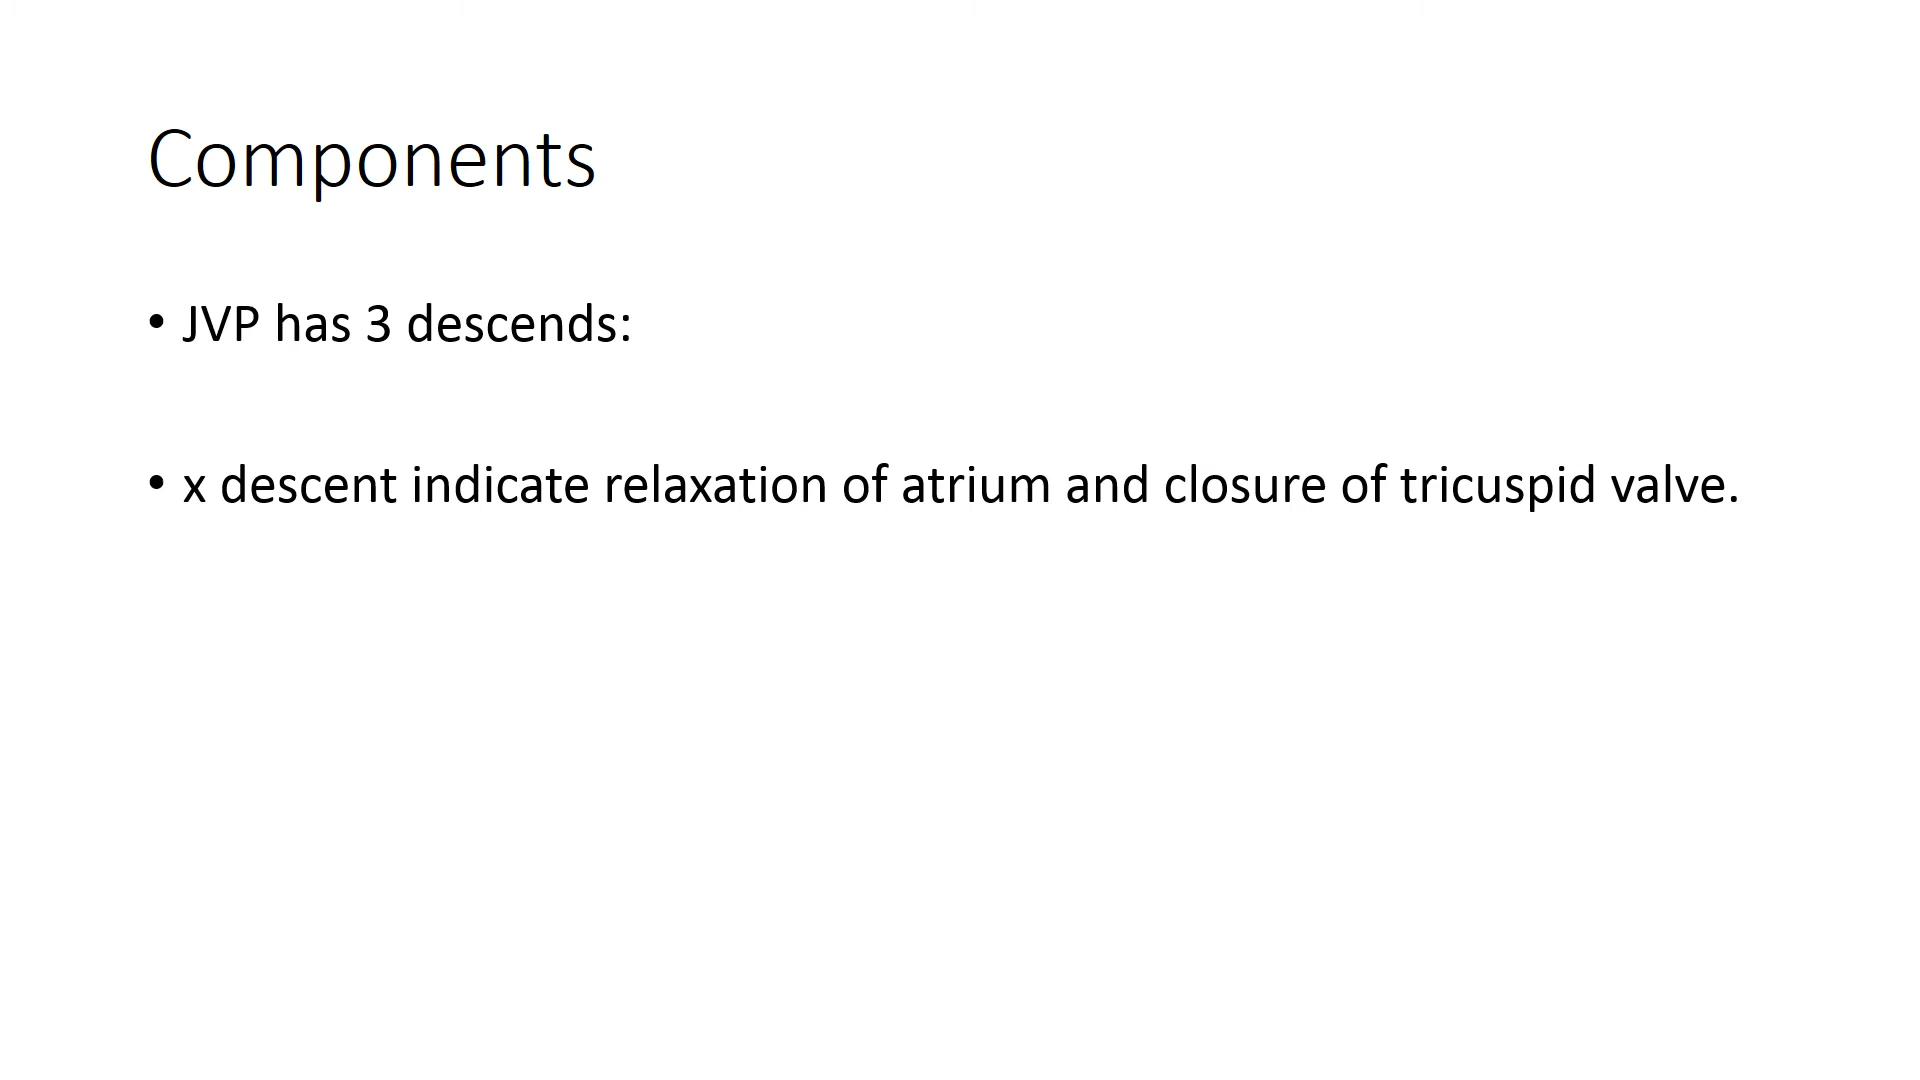 Components
• JVP has 3 descends:
• x descent indicate relaxation of atrium and closure of tricuspid valve.